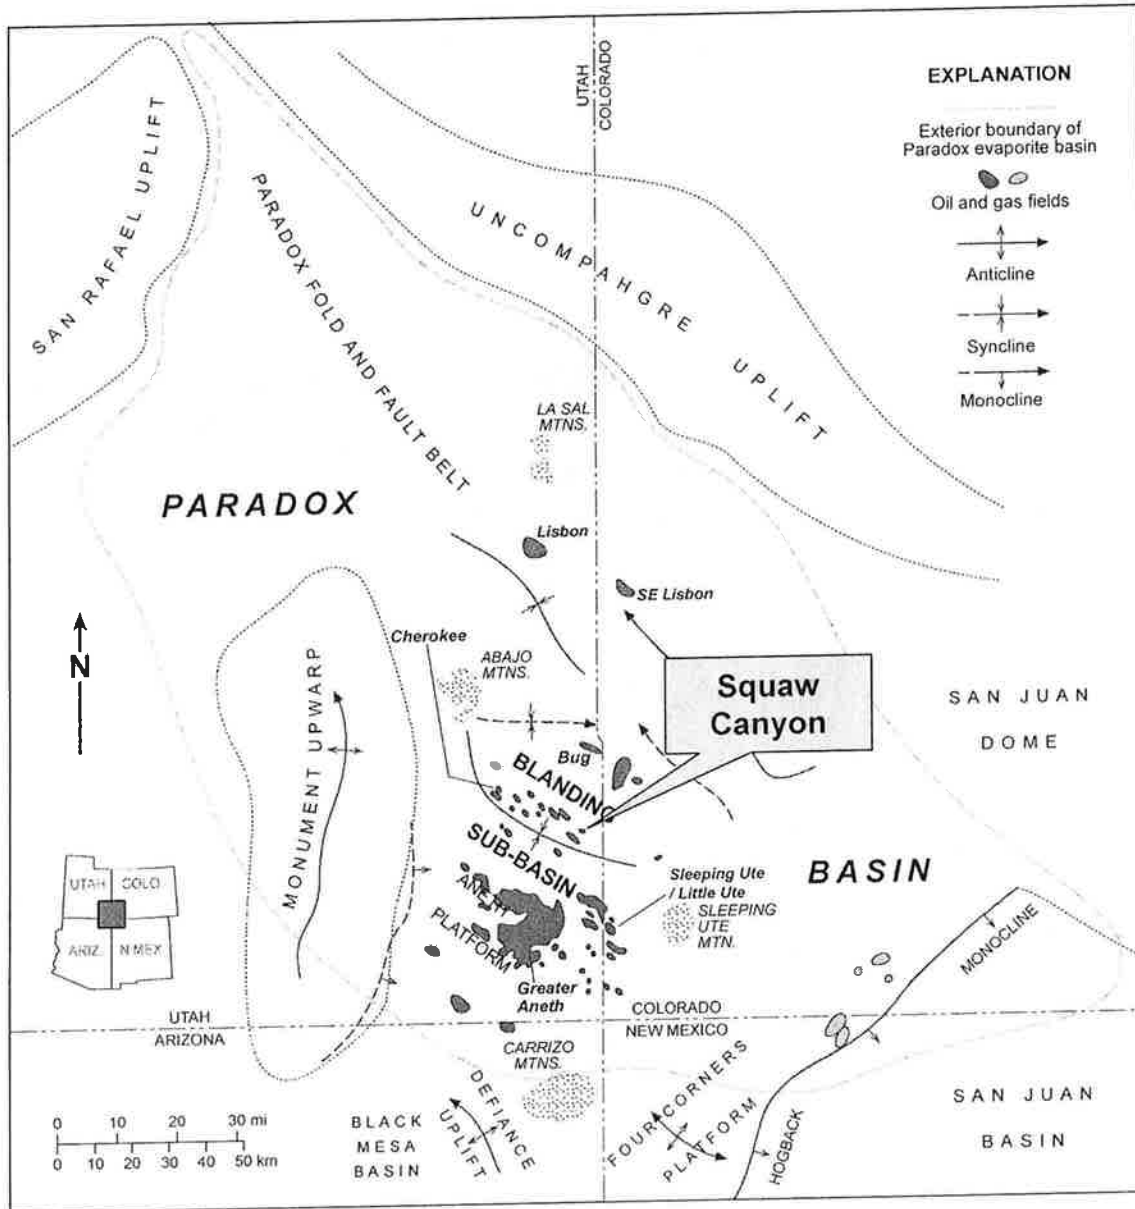 UTAH
COLORADO
EXPLANATION
Exterior boundary of
Paradox evaporite basin
Oil and gas fields
Anticline
Syncline
Monocline
SAN RAFAEL UPLIFT
PARADOX FOLD AND FAULT BELT
UNCOMPAHGRE UPLIFT
LA SAL
MTNS.
PARADOX
Lisbon
SE Lisbon
N
Cherokee
ABAJO
MTNS.
MONUMENT UPWARP
Squaw
Canyon
SAN JUAN
DOME
Bug
BLANDING
SUB-BASIN
BASIN
Sleeping Ute
/ Little Ute
SLEEPING
UTE
MTN.
ANETH
PLATFORM
Greater
Aneth
MONOCLINE
UTAH
COLO
ARIZ.
N MEX
UTAH
ARIZONA
COLORADO
NEW MEXICO
CARRIZO
MTNS.
DEFIANCE
UPLIFT
FOUR CORNERS
PLATFORM
HOGBACK
SAN JUAN
BASIN
BLACK
MESA
BASIN
0 10 20 30 mi
0 10 20 30 40 50 km